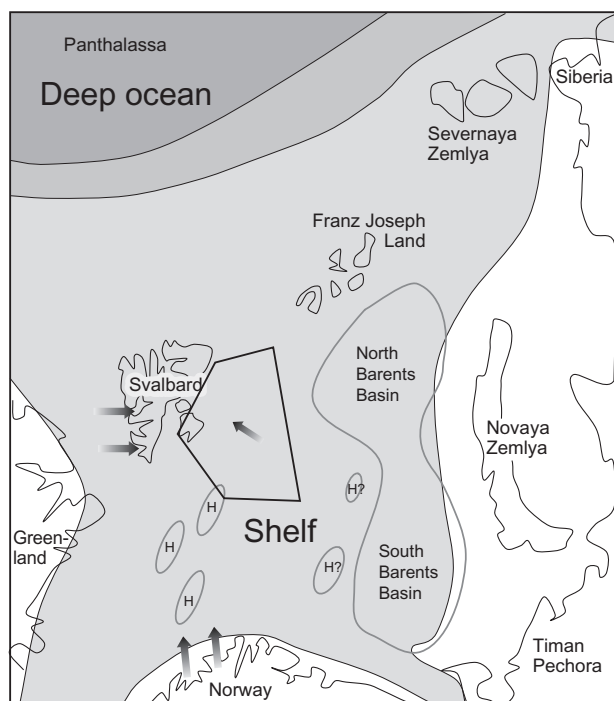 Panthalassa
Deep ocean
Siberia
Severnaya
Zemlya
Franz Joseph
Land
North
Barents
Basin
Svalbard
Novaya
Zemlya
H?
H
Shelf
Green-
land
H
H?
South
Barents
Basin
H
Timan
Pechora
Norway